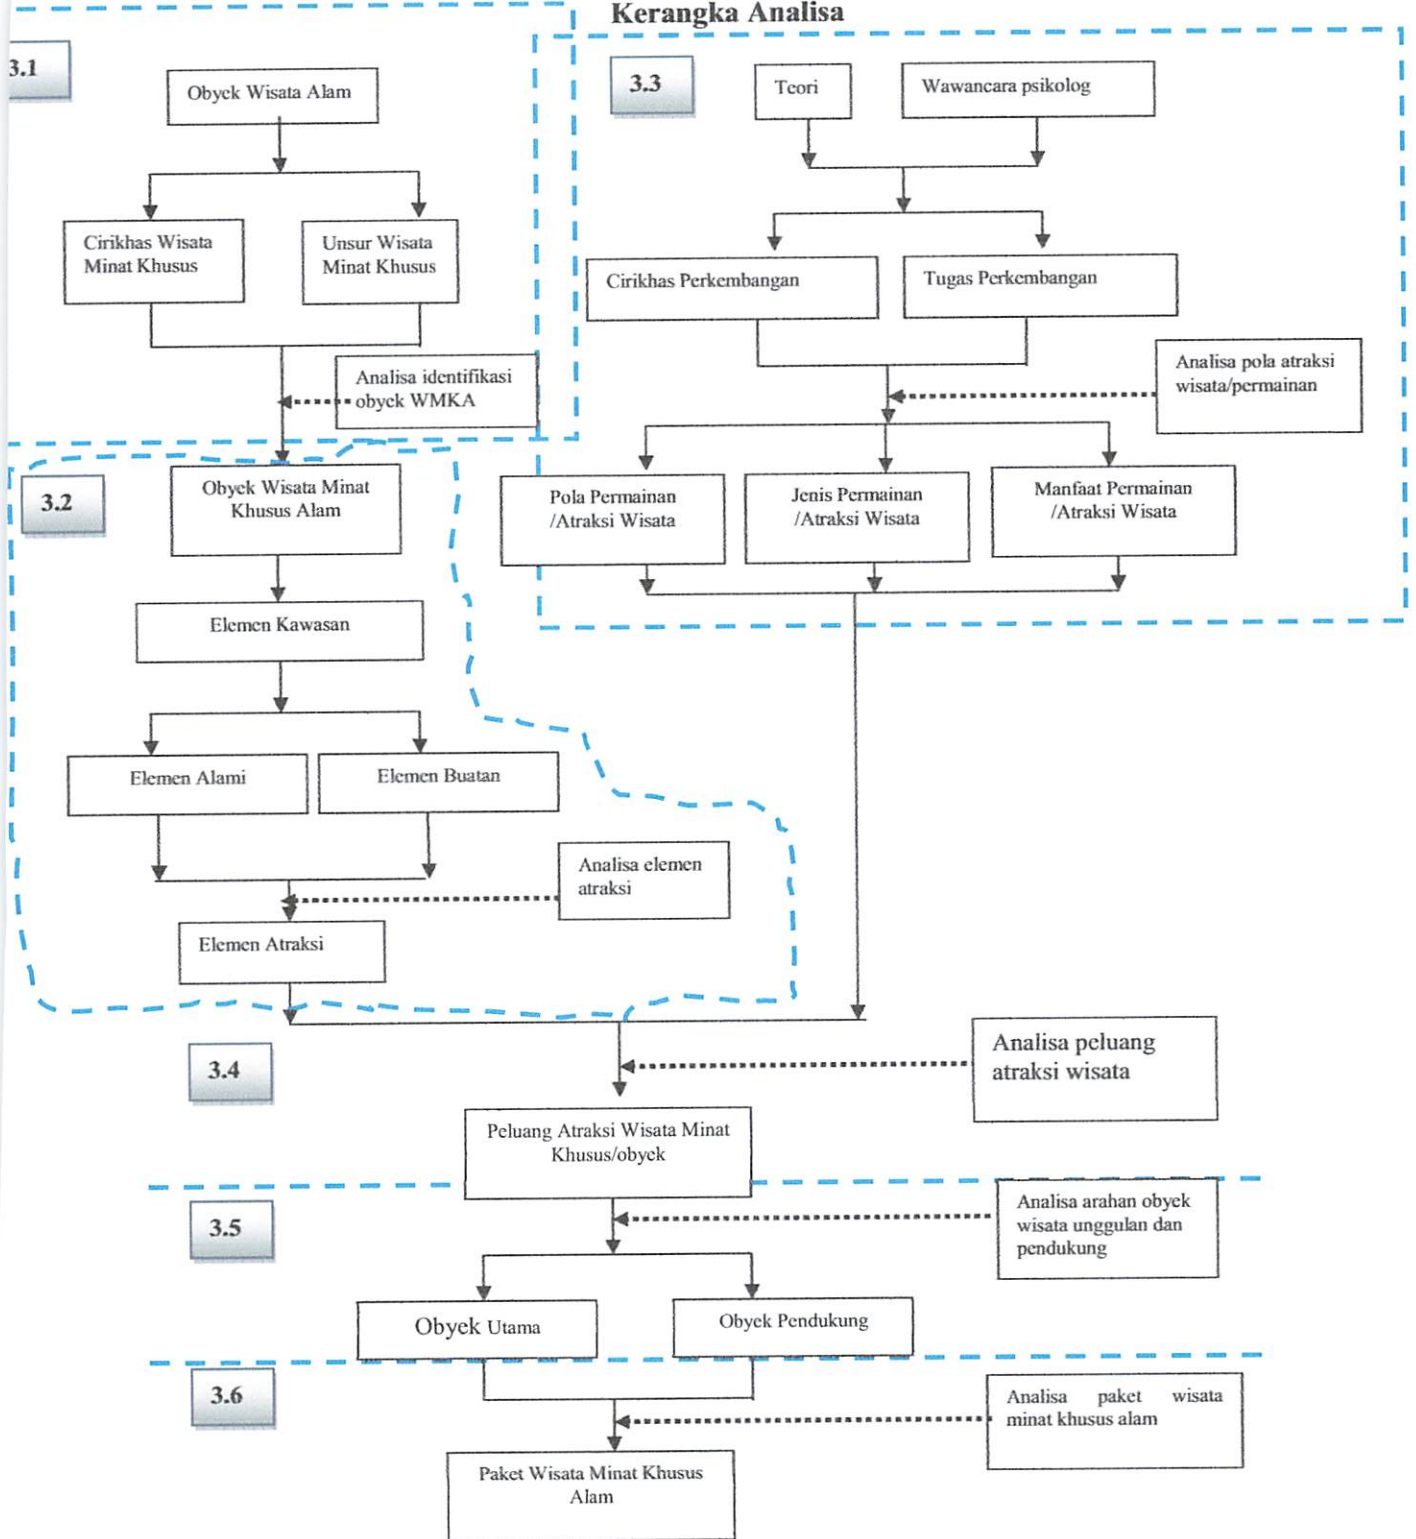 Kerangka Analisa
3.1
Obyek Wisata Alam
Cirikhas Wisata
Minat Khusus
Unsur Wisata
Minat Khusus
Analisa identifikasi
obyek WMKA
3.3
Teori
Wawancara psikolog
Cirikhas Perkembangan
Tugas Perkembangan
Analisa pola atraksi
wisata/permainan
Pola Permainan
/Atraksi Wisata
Jenis Permainan
/Atraksi Wisata
Manfaat Permainan
/Atraksi Wisata
3.2
Obyek Wisata Minat
Khusus Alam
Elemen Kawasan
Elemen Alami
Elemen Buatan
Analisa elemen
atraksi
Elemen Atraksi
3.4
Analisa peluang
atraksi wisata
Peluang Atraksi Wisata Minat
Khusus/obyek
3.5
Analisa arahan obyek
wisata unggulan dan
pendukung
Obyek Utama
Obyek Pendukung
3.6
Analisa paket wisata
minat khusus alam
Paket Wisata Minat Khusus
Alam